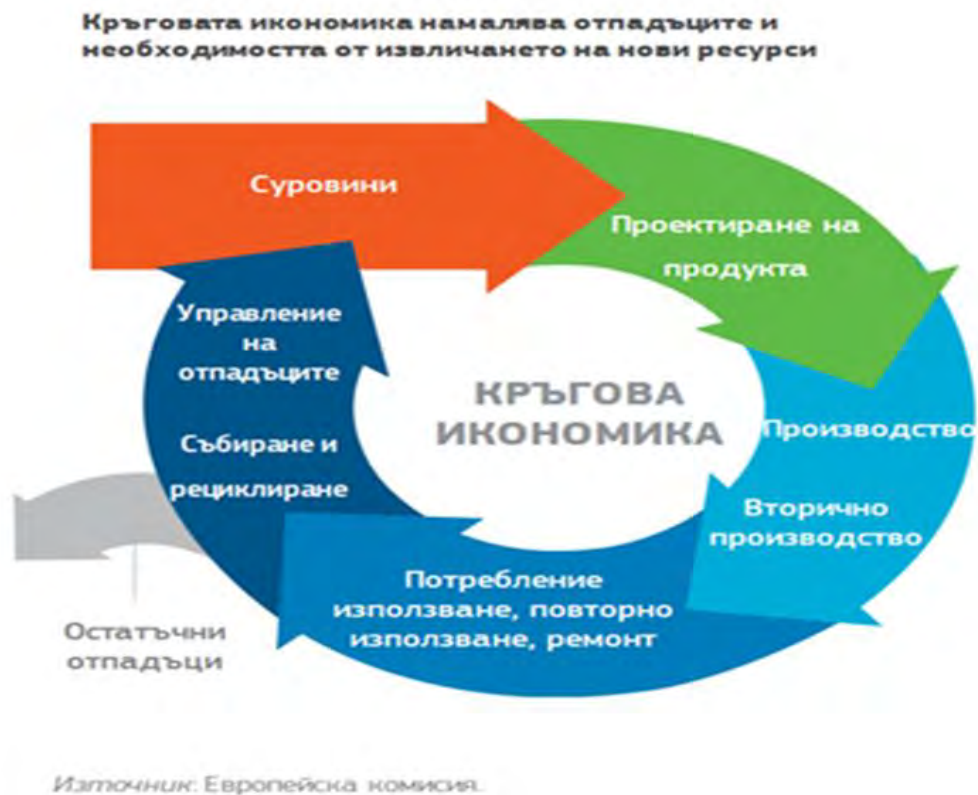 Кръговата икономика намалява отпадъците и
необходимостта от извличането на нови ресурси
Суровини
Проектиране на
продукта
Производство
Вторично
производство
Потребление
използване, повторно
използване, ремонт
Управление
на
отпадъците
Събиране и
рециклиране
Остатъчни
отпадъци
КРЪГОВА
ИКОНОМИКА
Източник: Европейска комисия.